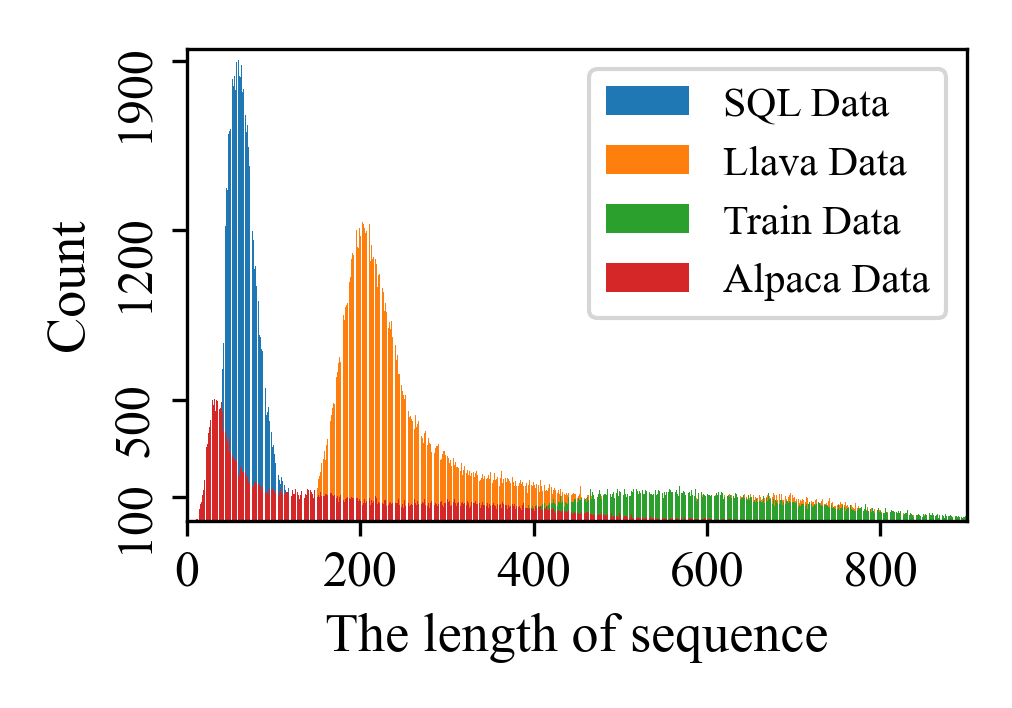 Count
1900
1200
500
100
0
200
400
600
800
The length of sequence
SQL Data
Llava Data
Train Data
Alpaca Data